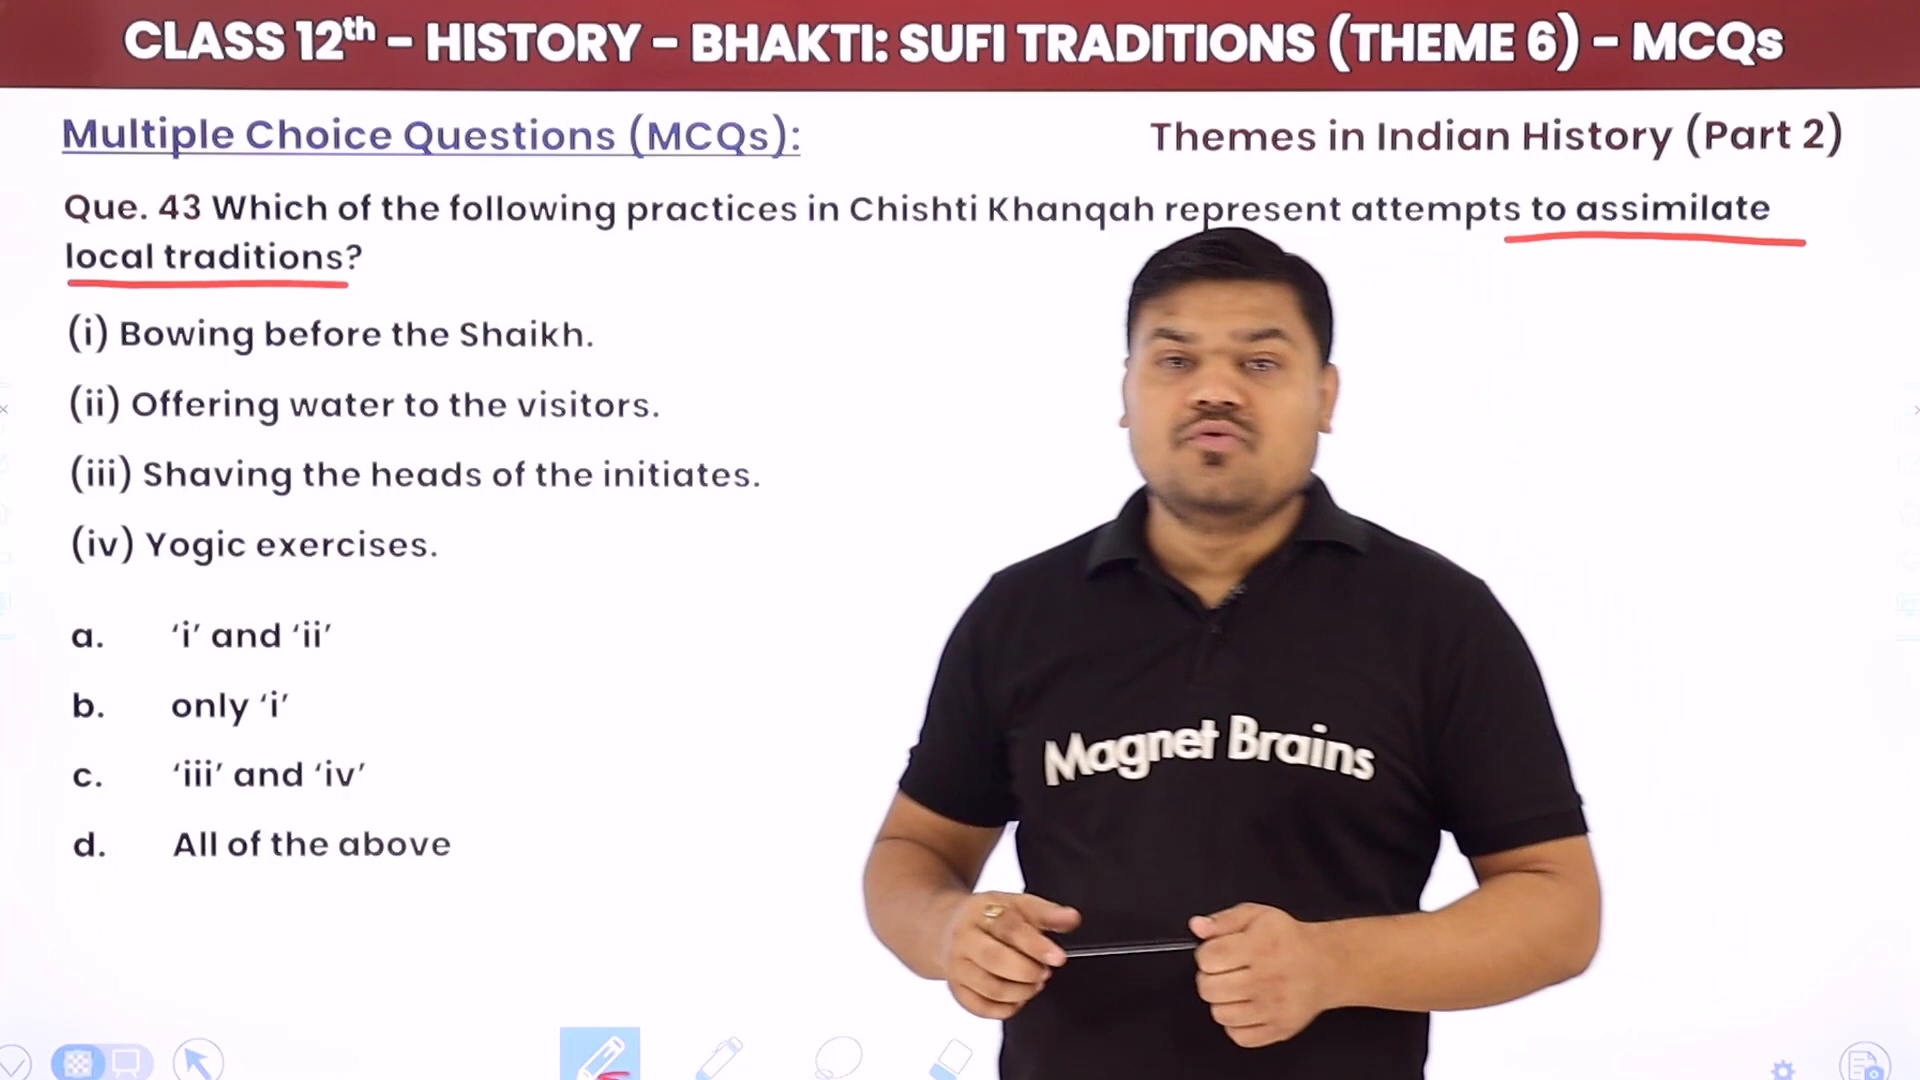 CLASS 12th - HISTORY - BHAKTI: SUFI TRADITIONS (THEME 6) - MCQs
Multiple Choice Questions (MCQs):
Themes in Indian History (Part 2)
Que. 43 Which of the following practices in Chishti Khanqah represent attempts to assimilate
local traditions?
(i) Bowing before the Shaikh.
(ii) Offering water to the visitors.
(iii) Shaving the heads of the initiates.
(iv) Yogic exercises.
a. ‘i’ and ‘ii’
b. only ‘i’
c. ‘iii’ and ‘iv’
d. All of the above
Magnet Brains